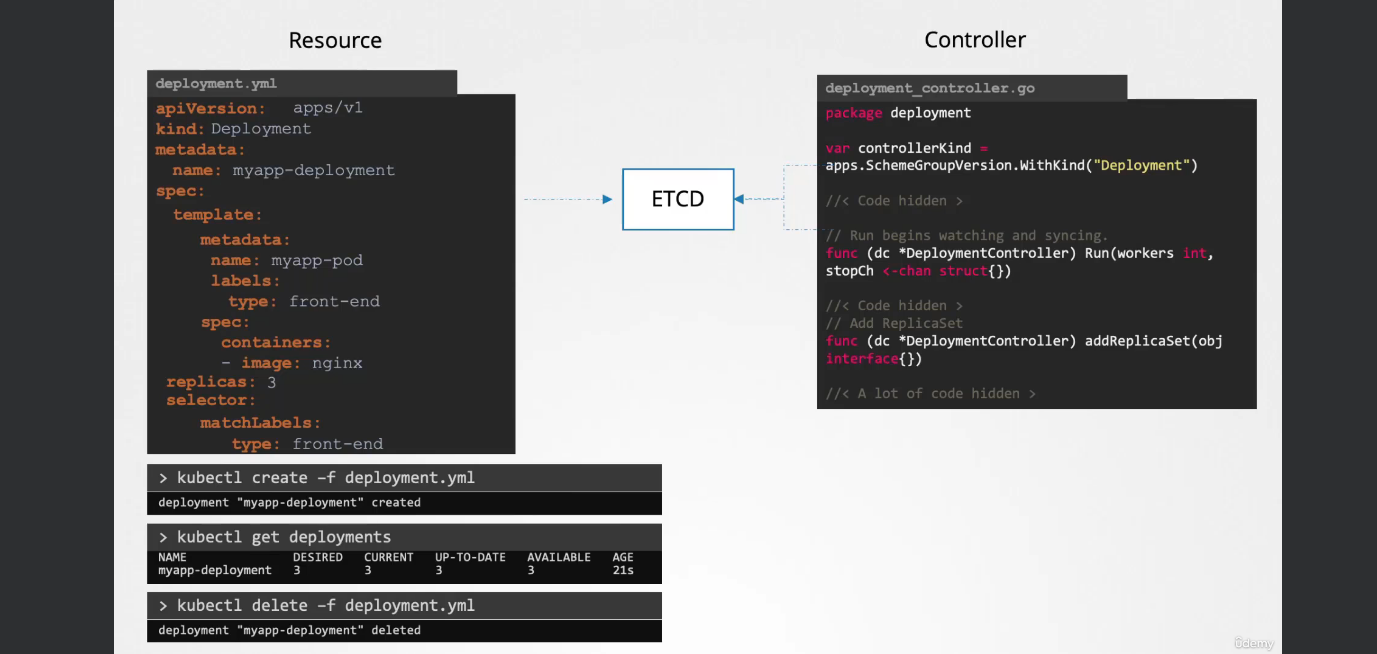 Resource
deployment.yml
apiVersion: apps/v1
kind: Deployment
metadata:
name: myapp-deployment
spec:
template:
metadata:
name: myapp-pod
labels:
type: front-end
spec:
containers:
- image: nginx
replicas: 3
selector:
matchLabels:
type: front-end
> kubectl create –f deployment.yml
deployment "myapp-deployment" created
> kubectl get deployments
NAME DESIRED CURRENT UP-TO-DATE AVAILABLE AGE
myapp-deployment 3 3 3 3 21s
> kubectl delete –f deployment.yml
deployment "myapp-deployment" deleted
ETCD
Controller
deployment_controller.go
package deployment
var controllerKind =
apps.SchemeGroupVersion.WithKind("Deployment")
//< Code hidden >
// Run begins watching and syncing.
func (dc *DeploymentController) Run(workers int,
stopCh <-chan struct{})
//< Code hidden >
// Add ReplicaSet
func (dc *DeploymentController) addReplicaSet(obj
interface{})
//< A lot of code hidden >
Udemy